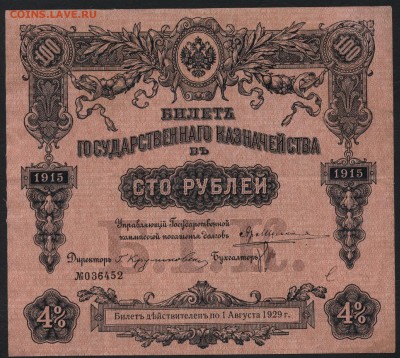 COINS.LAVE.RU
100 100
БИЛЕТЪ
ГОСУДАРСТВЕННАГО КАЗНАЧЕЙСТВА
ВЪ
1915 1915
СТО РУБЛЕЙ
Управляющій Государственной
коммиссіей погашенія долговъ
Директоръ Бухгалтеръ
№036452
4% 4%
Билетъ дѣйствителенъ по 1 Августа 1929 г.